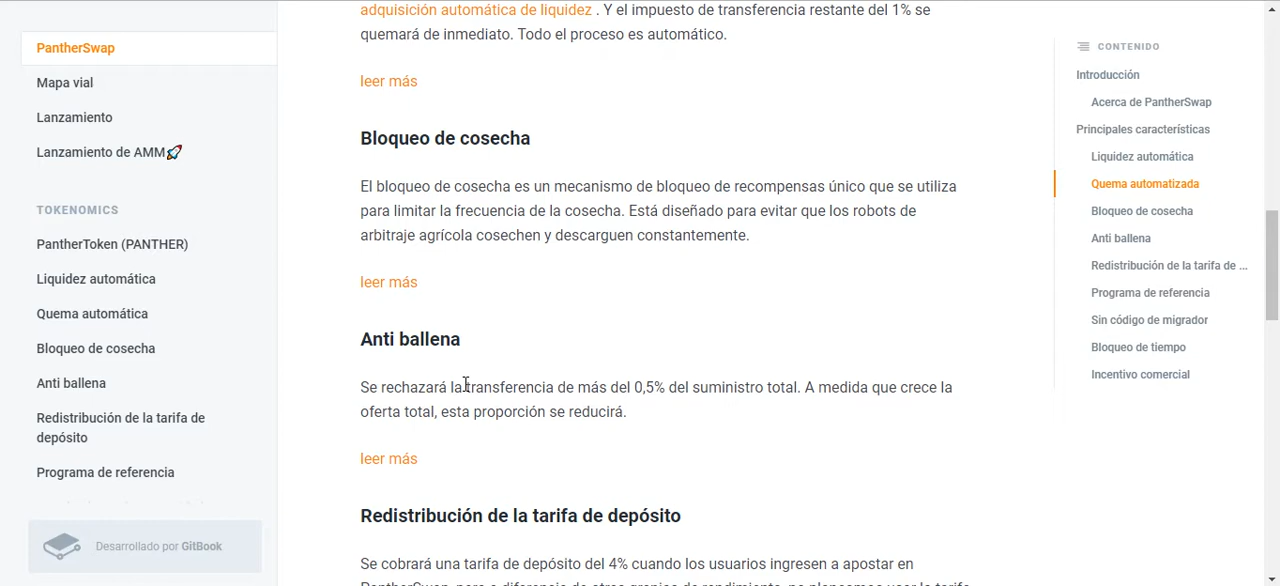 PantherSwap
Mapa vial
Lanzamiento
Lanzamiento de AMM🚀
TOKENOMICS
PantherToken (PANTHER)
Liquidez automática
Quema automática
Bloqueo de cosecha
Anti ballena
Redistribución de la tarifa de
depósito
Programa de referencia
Desarrollado por GitBook
adquisición automática de liquidez . Y el impuesto de transferencia restante del 1% se
quemará de inmediato. Todo el proceso es automático.
leer más
Bloqueo de cosecha
El bloqueo de cosecha es un mecanismo de bloqueo de recompensas único que se utiliza
para limitar la frecuencia de la cosecha. Está diseñado para evitar que los robots de
arbitraje agrícola cosechen y descarguen constantemente.
leer más
Anti ballena
Se rechazará la transferencia de más del 0,5% del suministro total. A medida que crece la
oferta total, esta proporción se reducirá.
leer más
Redistribución de la tarifa de depósito
Se cobrará una tarifa de depósito del 4% cuando los usuarios ingresen a apostar en
CONTENIDO
Introducción
Acerca de PantherSwap
Principales características
Liquidez automática
Quema automatizada
Bloqueo de cosecha
Anti ballena
Redistribución de la tarifa de ...
Programa de referencia
Sin código de migrador
Bloqueo de tiempo
Incentivo comercial